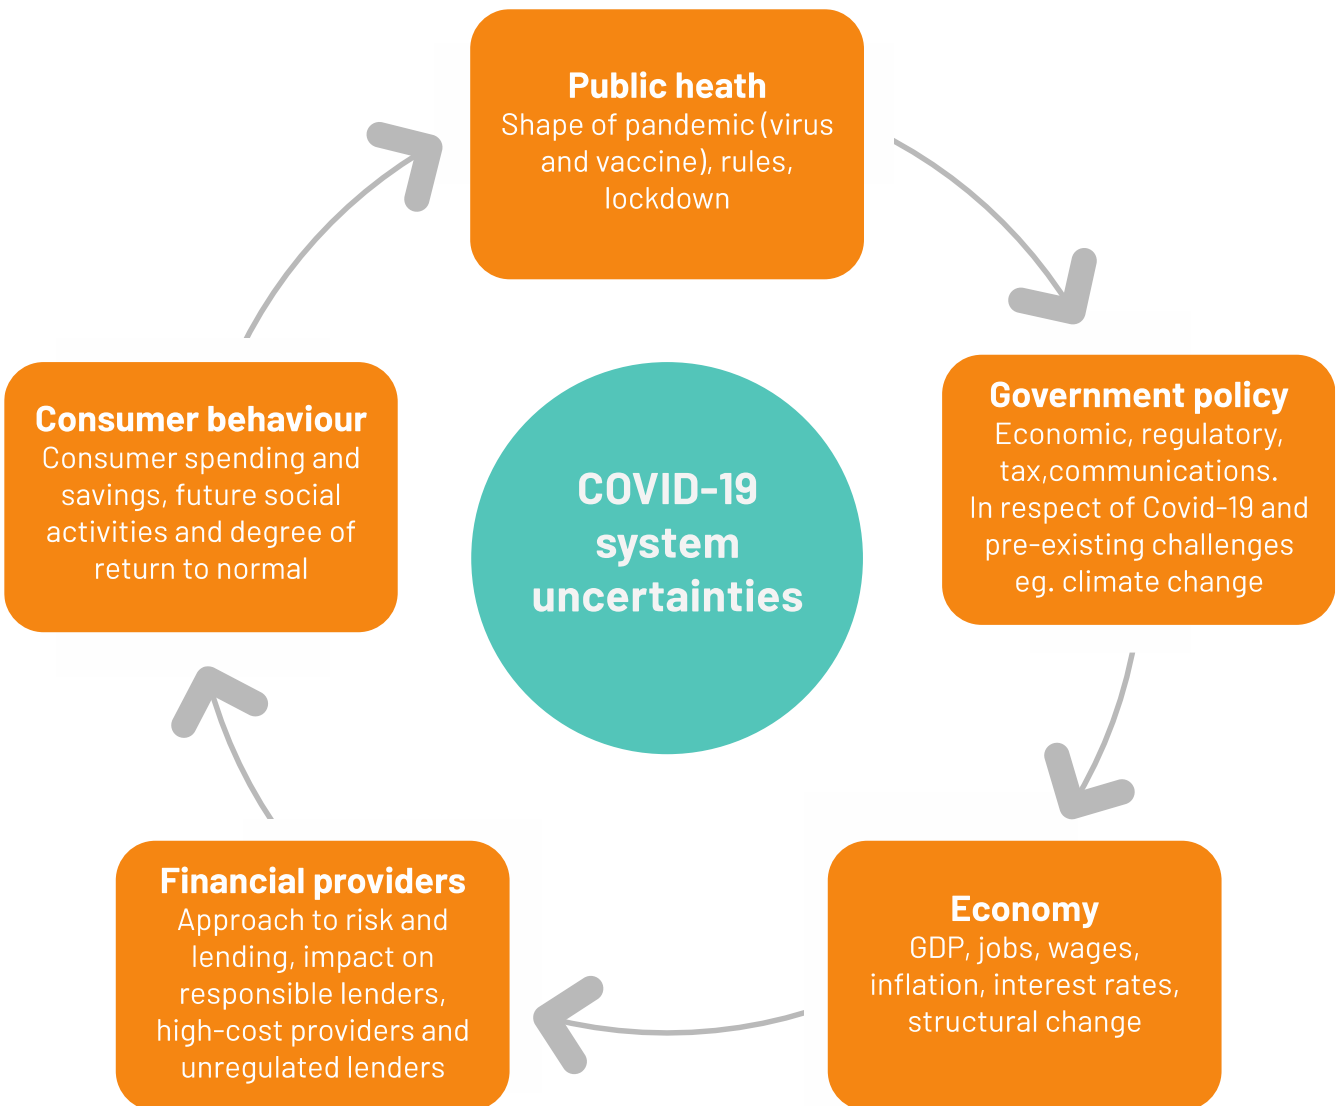 Public heath
Shape of pandemic (virus
and vaccine), rules,
lockdown
Government policy
Economic, regulatory,
tax,communications.
In respect of Covid-19 and
pre-existing challenges
eg. climate change
Economy
GDP, jobs, wages,
inflation, interest rates,
structural change
Financial providers
Approach to risk and
lending, impact on
responsible lenders,
high-cost providers and
unregulated lenders
Consumer behaviour
Consumer spending and
savings, future social
activities and degree of
return to normal
COVID-19
system
uncertainties